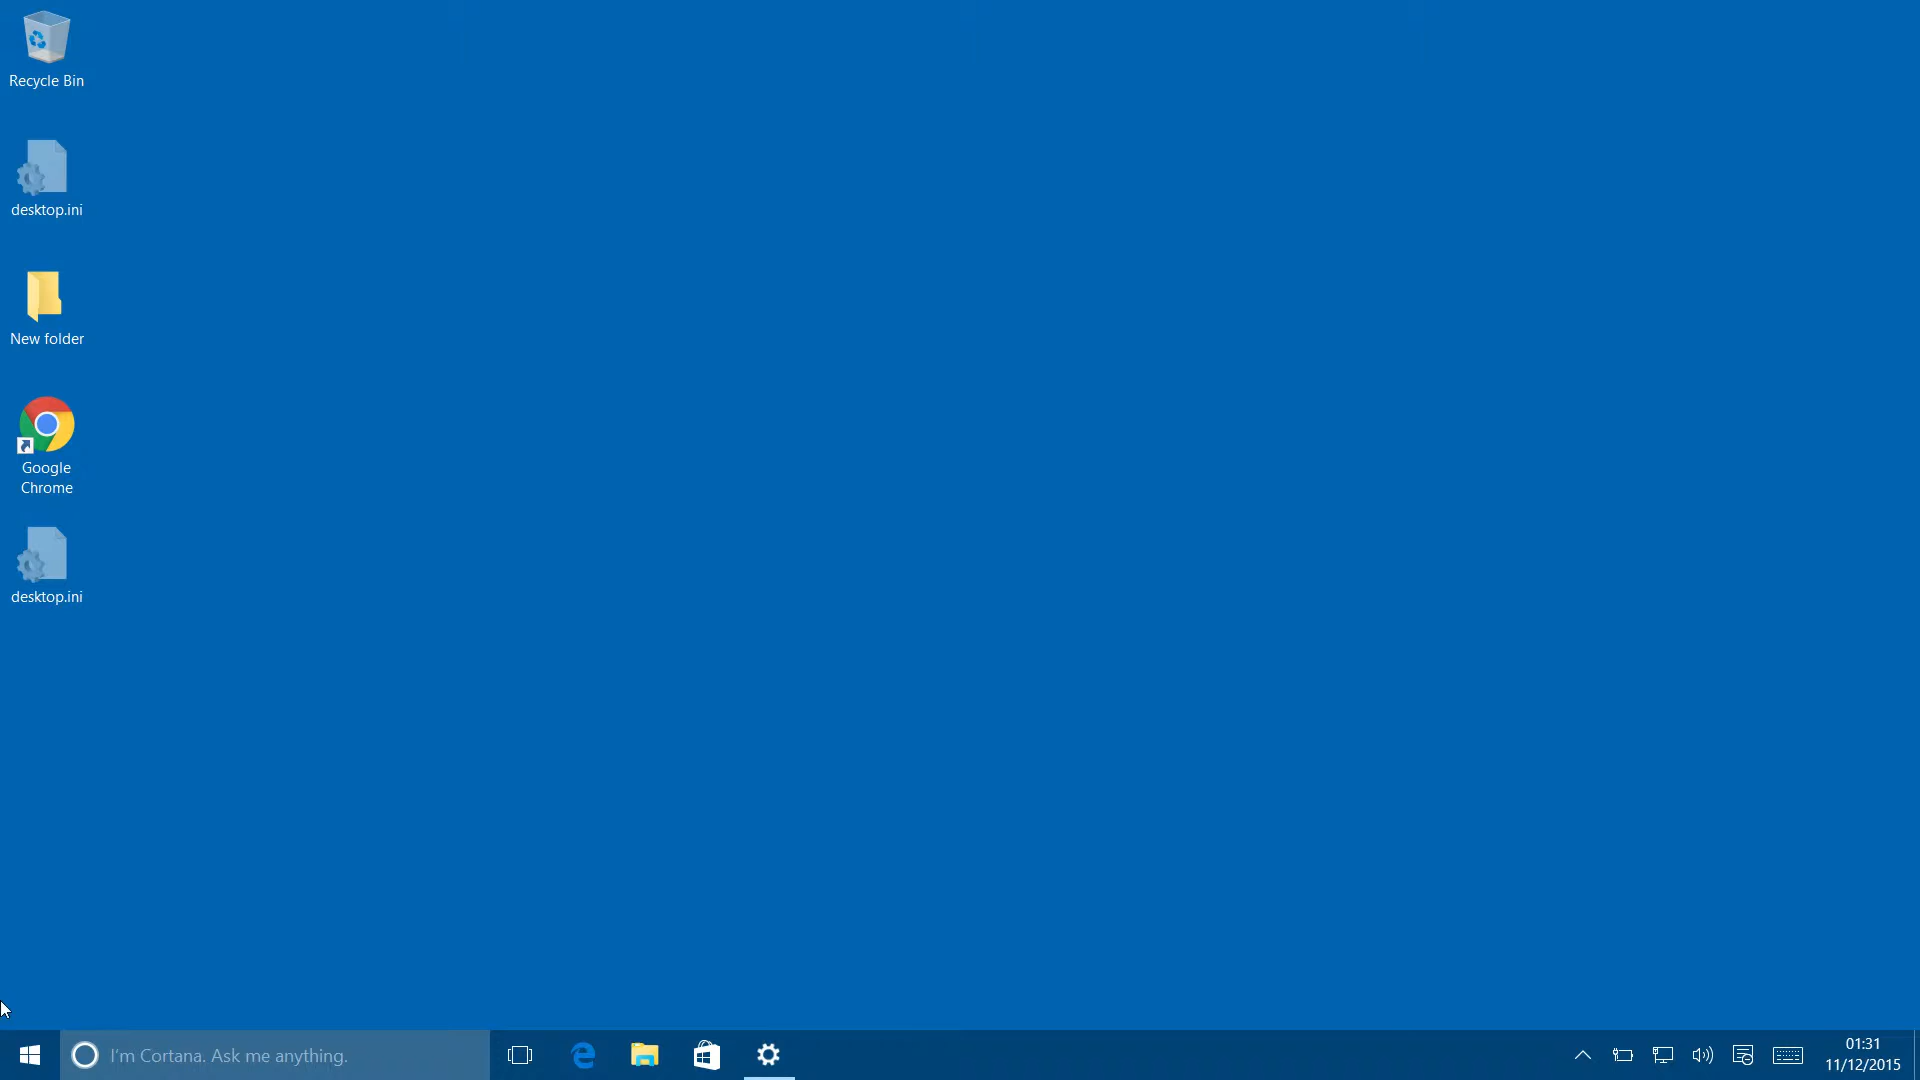 Recycle Bin
desktop.ini
New folder
Google
Chrome
desktop.ini
I'm Cortana. Ask me anything.
01:31
11/12/2015